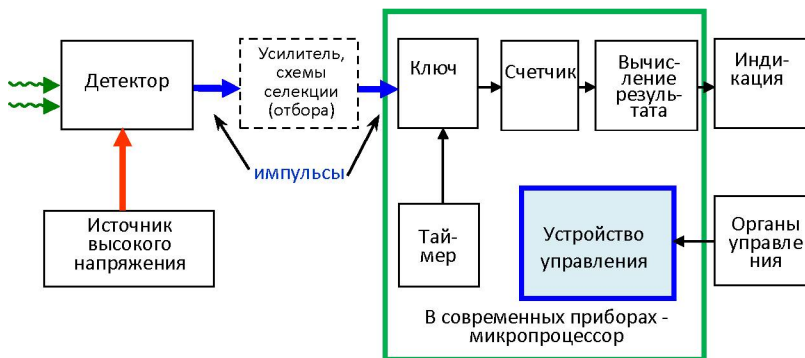 Детектор
Усилитель,
схемы
селекции
(отбора)
Ключ
Счетчик
Вычис-
ление
резуль-
тата
Инди-
кация
импульсы
Источник
высокого
напряжения
Тай-
мер
Устройство
управления
Органы
управле
ния
В современных приборах -
микропроцессор